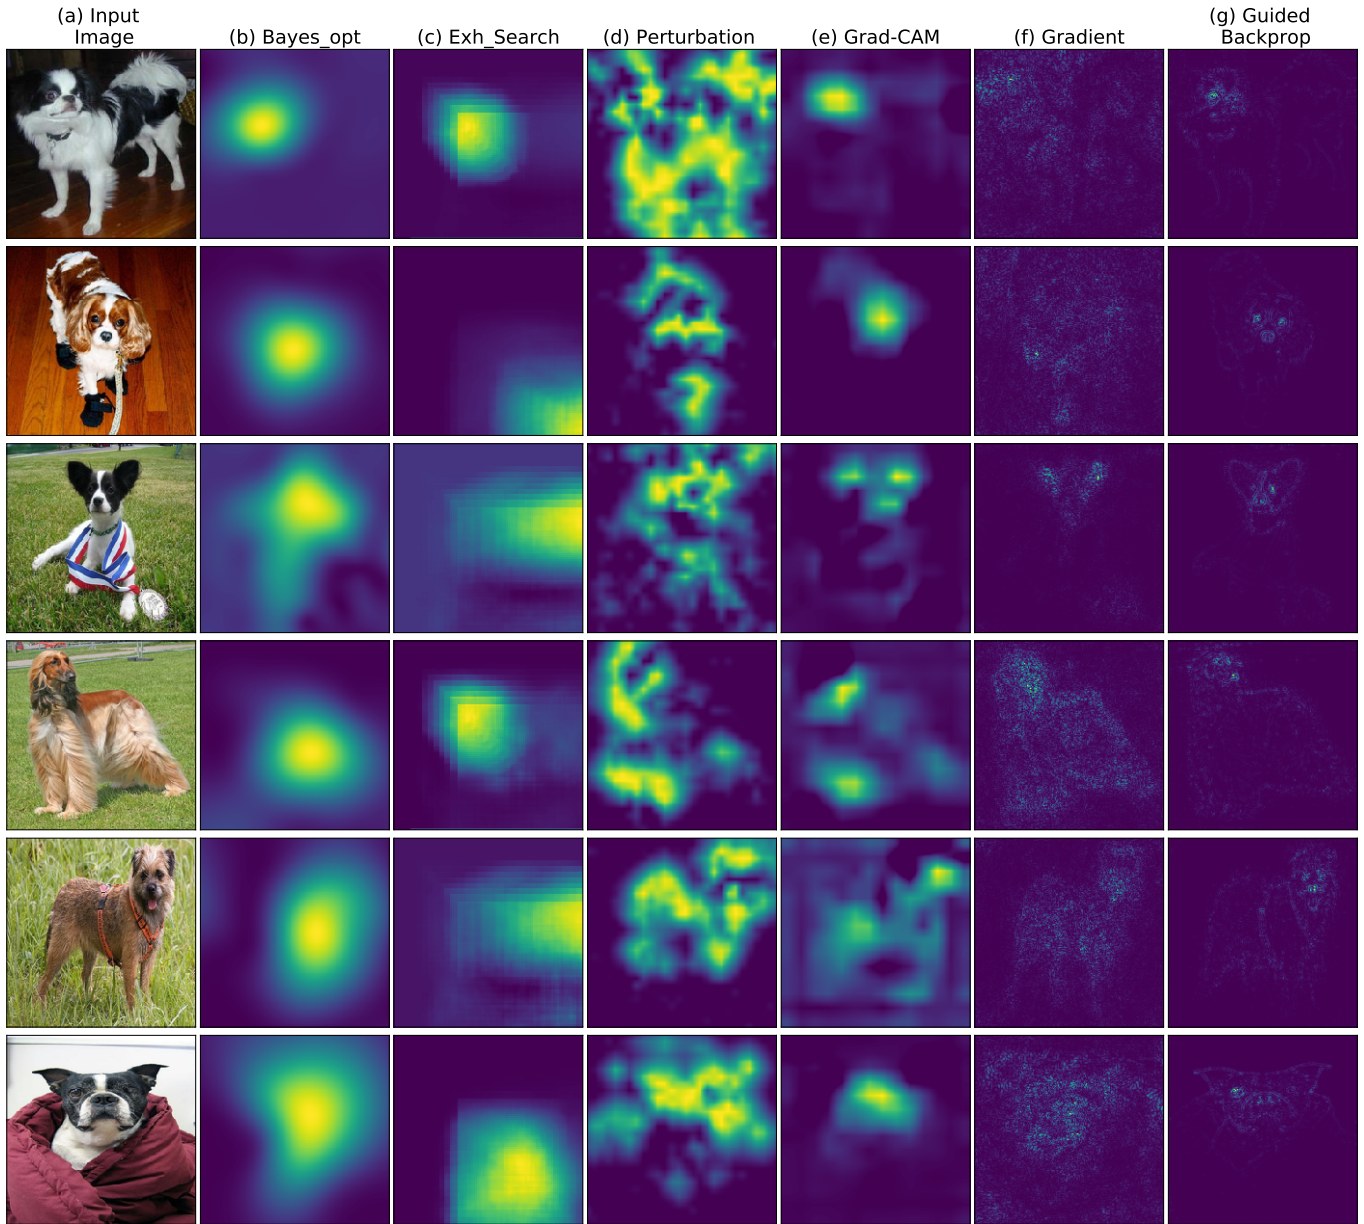 (a) Input
Image
(b) Bayes_opt
(c) Exh_Search
(d) Perturbation
(e) Grad-CAM
(f) Gradient
(g) Guided
Backprop